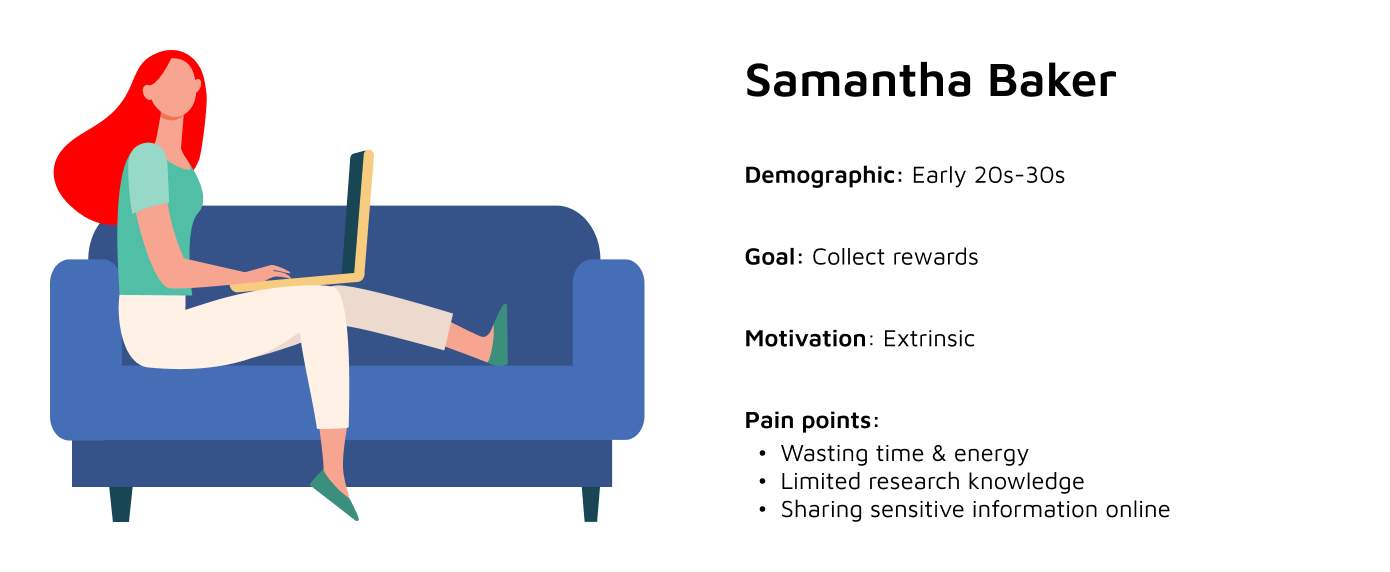 Samantha Baker
Demographic: Early 20s-30s
Goal: Collect rewards
Motivation: Extrinsic
Pain points:
• Wasting time & energy
• Limited research knowledge
• Sharing sensitive information online